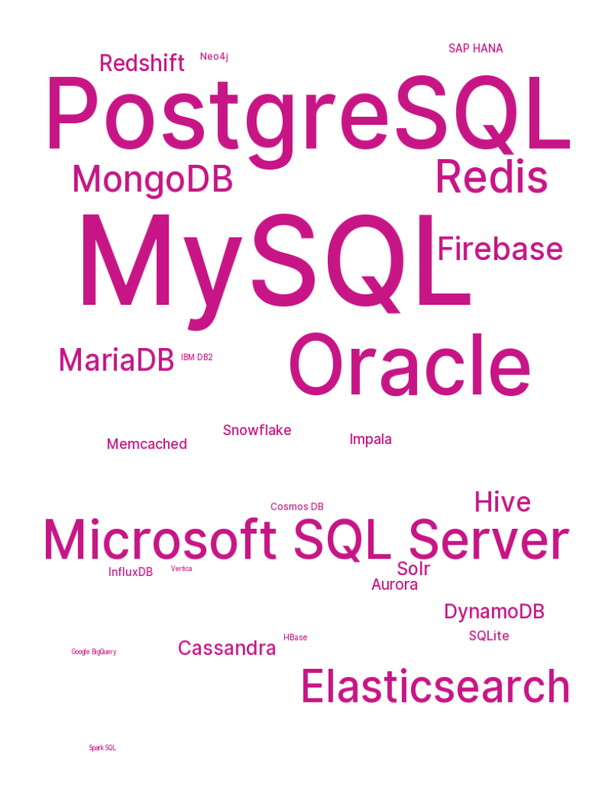 SAP HANA
Neo4j
Redshift
PostgreSQL
MongoDB
Redis
MySQL
Firebase
MariaDB
IBM DB2
Oracle
Snowflake
Impala
Memcached
Hive
Cosmos DB
Microsoft SQL Server
Solr
InfluxDB
Vertica
Aurora
DynamoDB
SQLite
HBase
Cassandra
Google BigQuery
Elasticsearch
Spark SQL